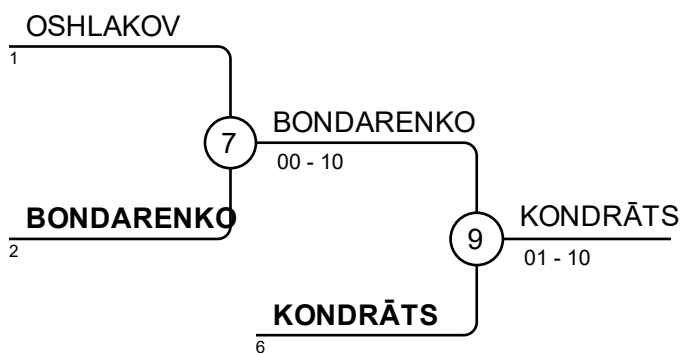 OSHLAKOV
1
7
BONDARENKO
00 - 10
BONDARENKO
2
9
KONDRĀTS
01 - 10
KONDRĀTS
6